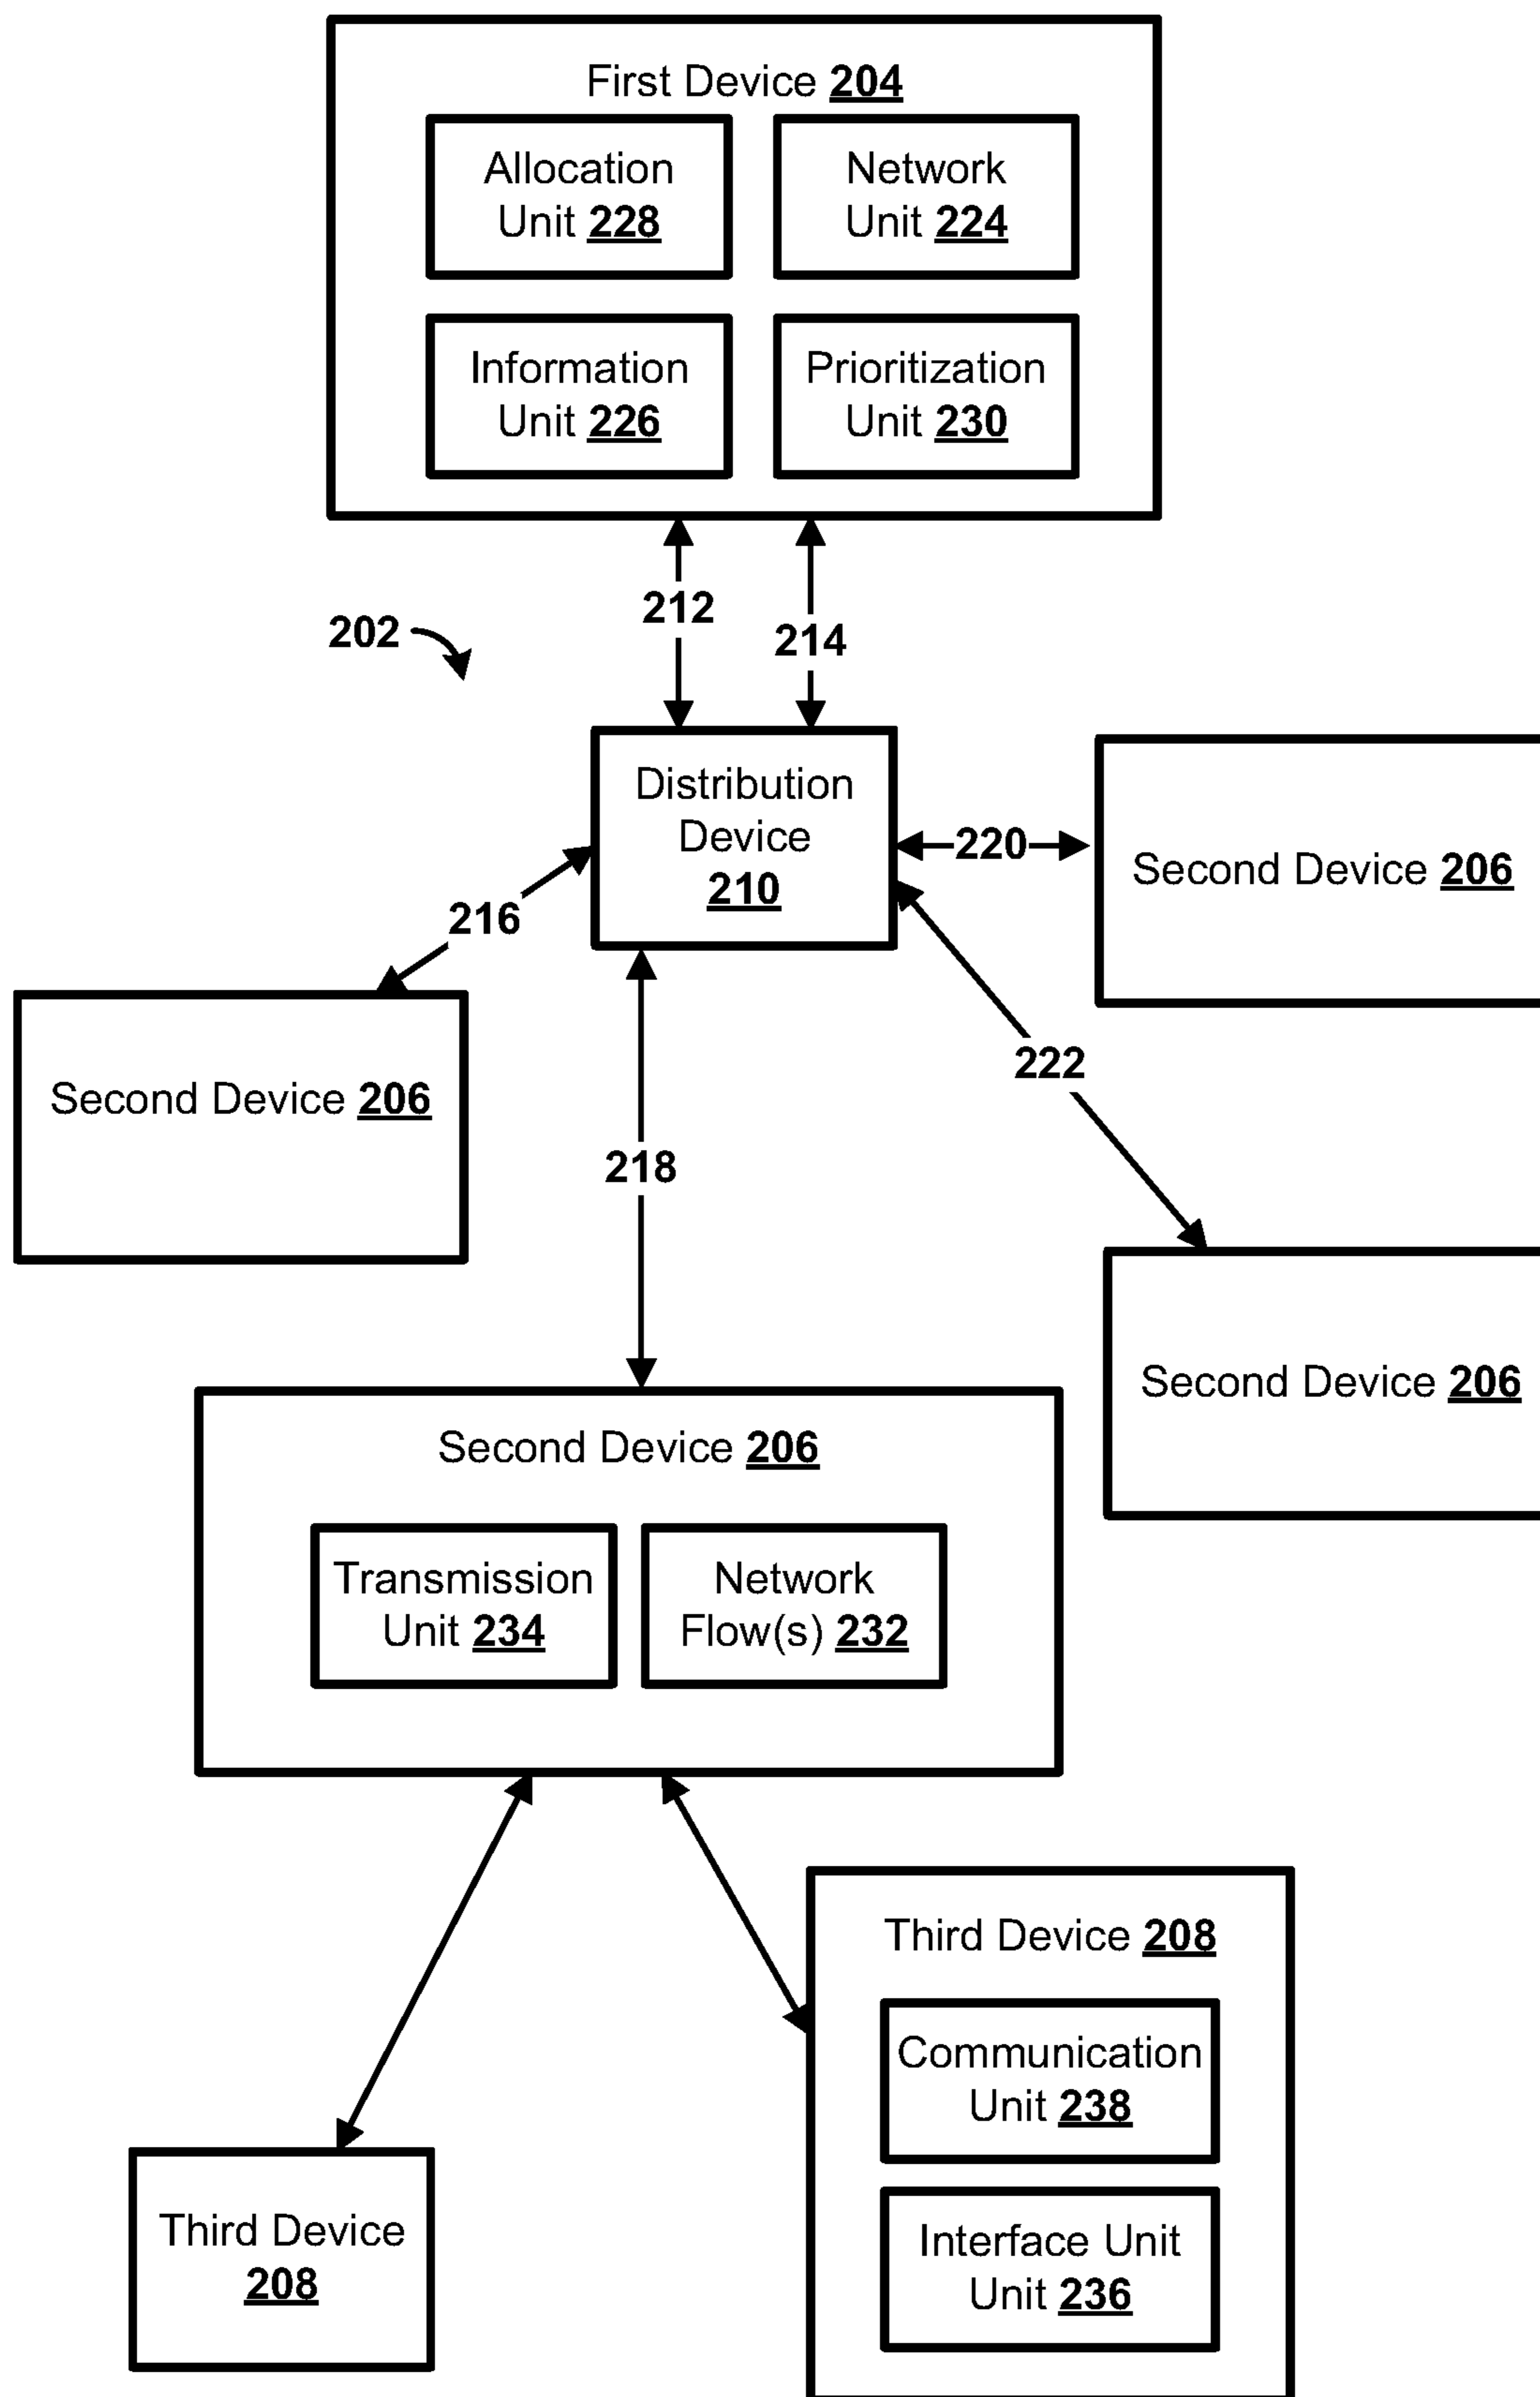 First Device 204
Allocation
Unit 228
Network
Unit 224
Information
Unit 226
Prioritization
Unit 230
212
202
214
Distribution
Device
210
220
Second Device 206
216
222
Second Device 206
218
Second Device 206
Second Device 206
Transmission
Unit 234
Network
Flow(s) 232
Third Device 208
Communication
Unit 238
Third Device
208
Interface Unit
Unit 236